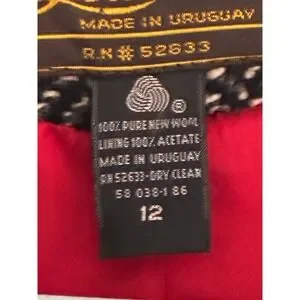 MADE IN URUGUAY
R.N # 52633
®
100% PURE NEW WOOL
LINING 100% ACETATE
MADE IN URUGUAY
RN 52633-DRY CLEAN
58 038-1 86
12